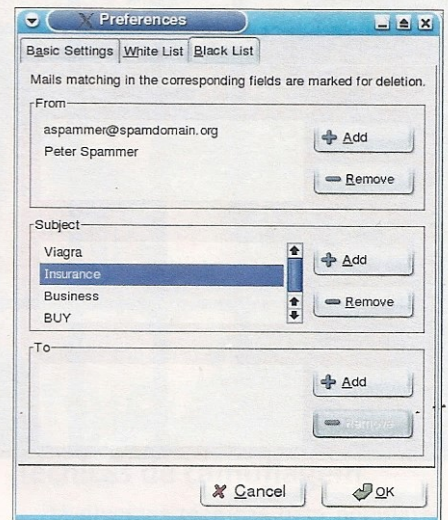 Preferences
Basic Settings White List Black List
Mails matching in the corresponding fields are marked for deletion.
From
aspammer@spamdomain.org
Peter Spammer
Add
Remove
Subject
Viagra
Insurance
Business
BUY
Add
Remove
To
Add
Remove
Cancel OK